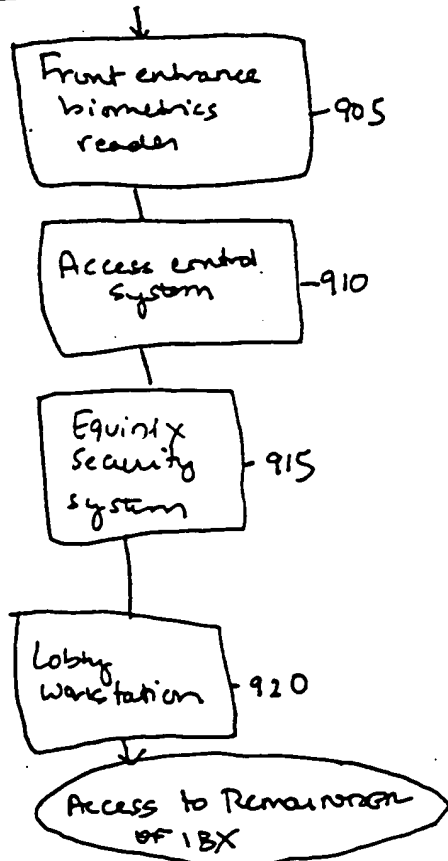 Front entrance
biometrics
reader
905
Access control
system
910
Equinix
security
system
915
Lobby
workstation
920
Access to Remainder
of IBX